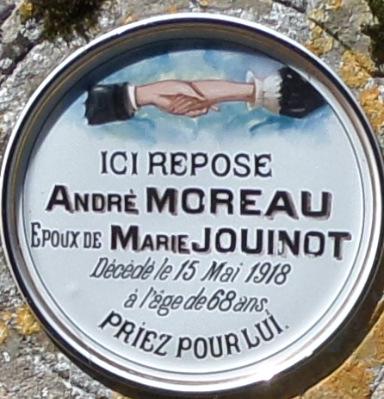 ICI REPOSE
ANDRÉ MOREAU
EPOUX DE MARIE JOUINOT
Décédé le 15 Mai 1918
à l'âge de 68 ans.
PRIEZ POUR LUI.